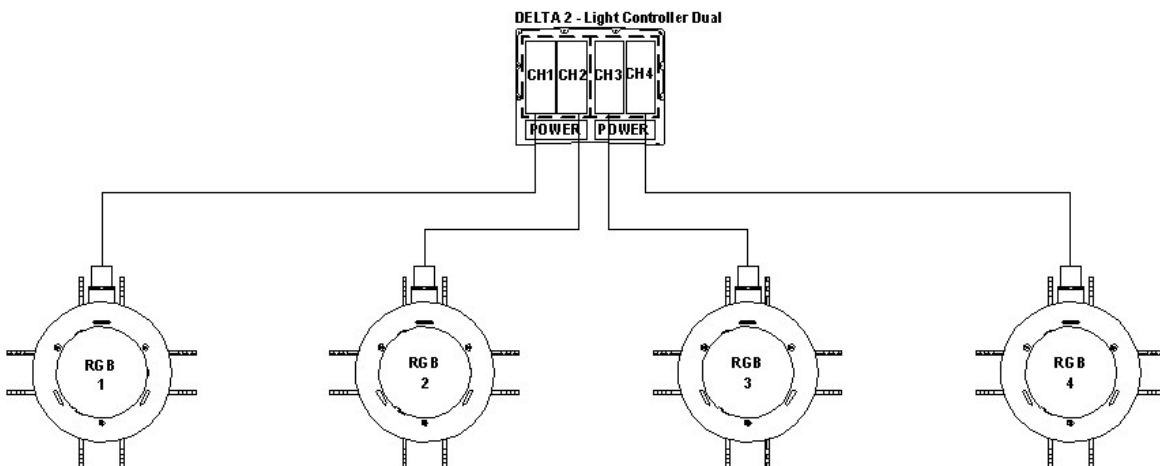 DELTA 2 - Light Controller Dual
CH1 CH2 CH3 CH4
POWER POWER
RGB RGB RGB RGB
1 2 3 4